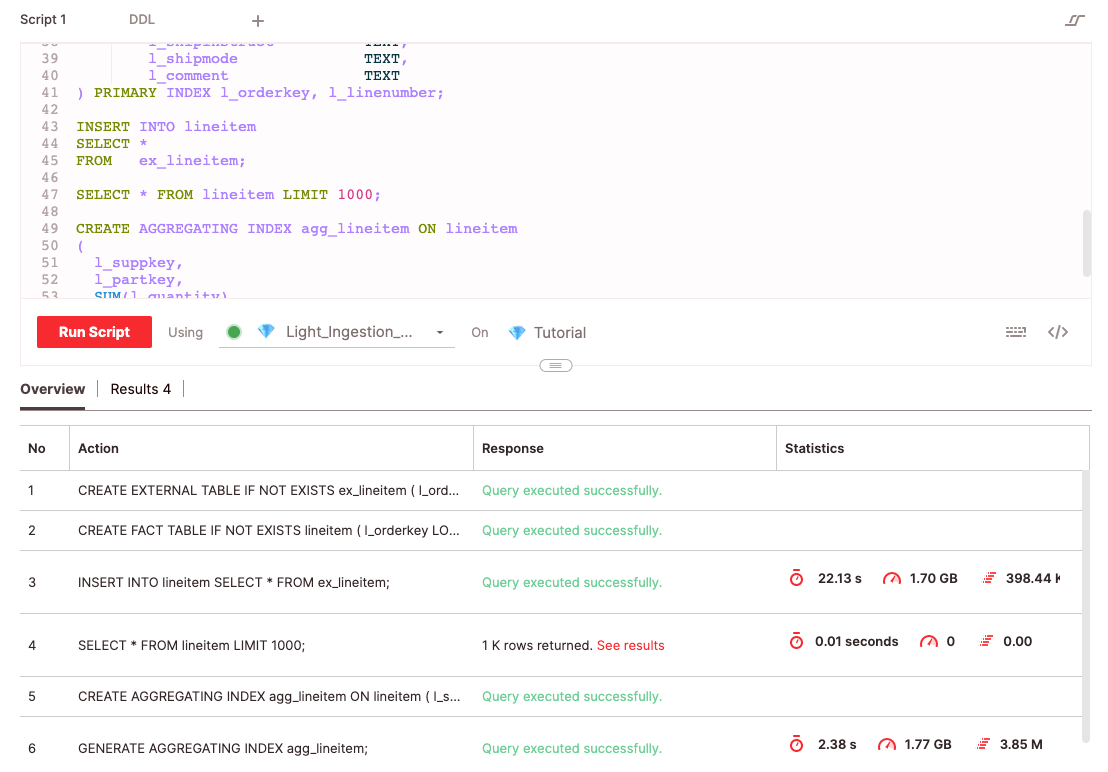 Script 1 DDL +
38 l_shipinstruct TEXT,
39 l_shipmode TEXT,
40 l_comment TEXT
41 ) PRIMARY INDEX l_orderkey, l_linenumber;
42
43 INSERT INTO lineitem
44 SELECT *
45 FROM ex_lineitem;
46
47 SELECT * FROM lineitem LIMIT 1000;
48
49 CREATE AGGREGATING INDEX agg_lineitem ON lineitem
50 (
51 l_suppkey,
52 l_partkey,
53 SUM(l_quantity)
Run Script Using Light_Ingestion_... On Tutorial </>
Overview Results 4
No Action Response Statistics
1 CREATE EXTERNAL TABLE IF NOT EXISTS ex_lineitem ( l_ord... Query executed successfully.
2 CREATE FACT TABLE IF NOT EXISTS lineitem ( l_orderkey LO... Query executed successfully.
3 INSERT INTO lineitem SELECT * FROM ex_lineitem; Query executed successfully. 22.13 s 1.70 GB 398.44 K
4 SELECT * FROM lineitem LIMIT 1000; 1 K rows returned. See results 0.01 seconds 0 0.00
5 CREATE AGGREGATING INDEX agg_lineitem ON lineitem ( l_s... Query executed successfully.
6 GENERATE AGGREGATING INDEX agg_lineitem; Query executed successfully. 2.38 s 1.77 GB 3.85 M